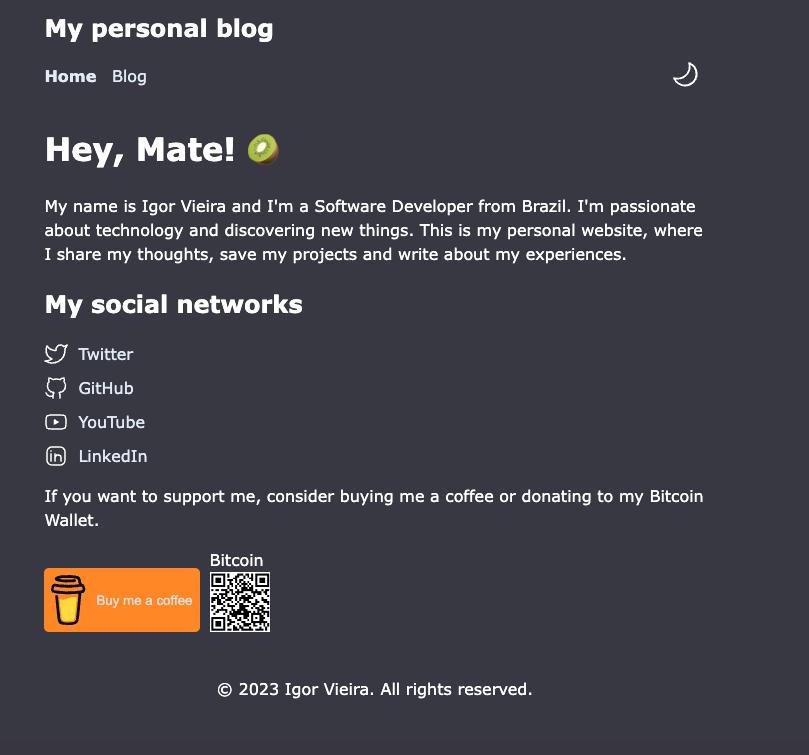 My personal blog
Home Blog
Hey, Mate!
My name is Igor Vieira and I'm a Software Developer from Brazil. I'm passionate
about technology and discovering new things. This is my personal website, where
I share my thoughts, save my projects and write about my experiences.
My social networks
Twitter
GitHub
YouTube
LinkedIn
If you want to support me, consider buying me a coffee or donating to my Bitcoin
Wallet.
Bitcoin
Buy me a coffee
© 2023 Igor Vieira. All rights reserved.